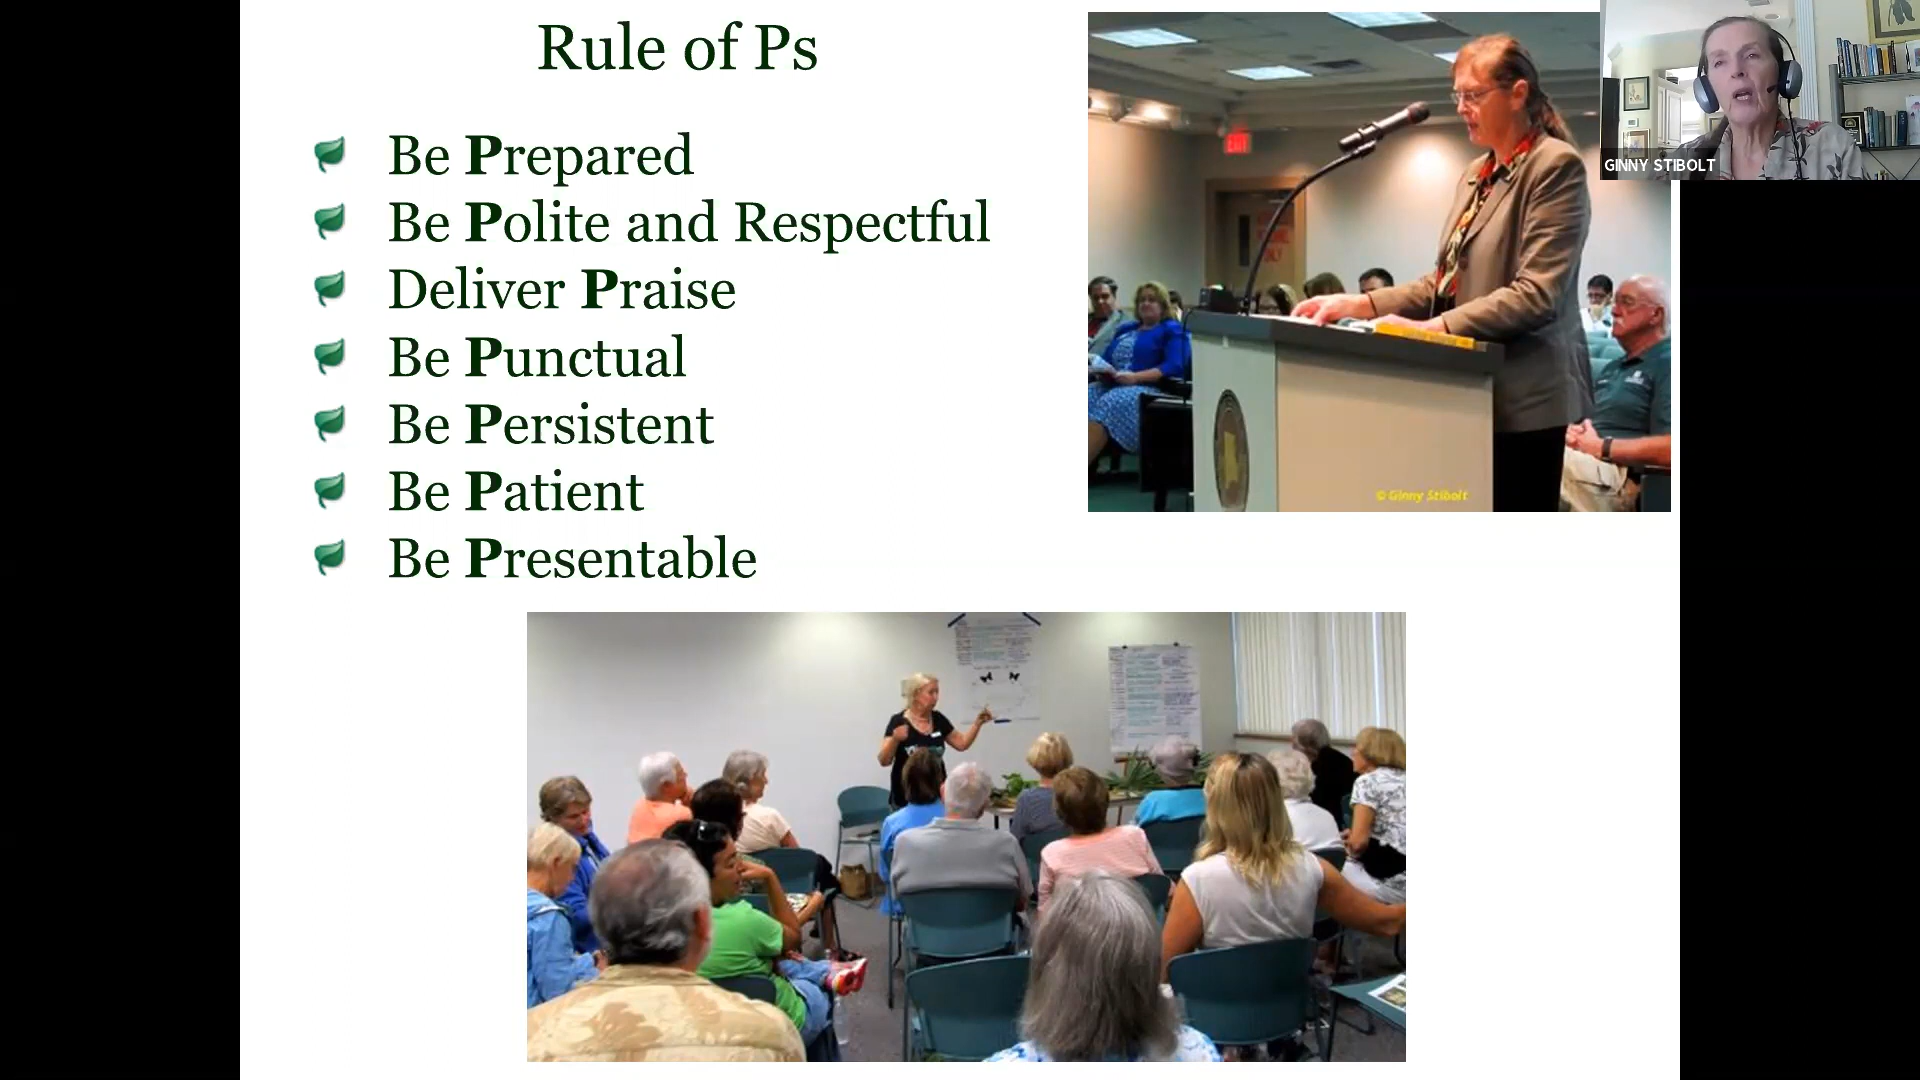 Rule of Ps
Be Prepared
Be Polite and Respectful
Deliver Praise
Be Punctual
Be Persistent
Be Patient
Be Presentable
EXIT
© Ginny Stibolt
GINNY STIBOLT